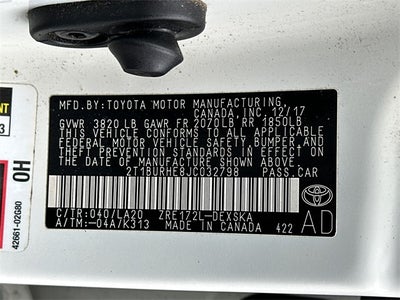 MFD.BY:TOYOTA MOTOR MANUFACTURING
CANADA,INC. 12/17
GVWR 3820 LB GAWR FR 2070LB RR 1850LB
THIS VEHICLE CONFORMS TO ALL APPLICABLE
FEDERAL MOTOR VEHICLE SAFETY,BUMPER,AND
THEFT PREVENTION STANDARDS IN EFFECT ON
THE DATE OF MANUFACTURE SHOWN ABOVE.
2T1BURHE8JC032798 PASS.CAR
C/TR:040/LA20 ZRE172L-DEXSKA
A/TM:-04A/K313 MADE IN CANADA 422
AD
OH
42661-02G80